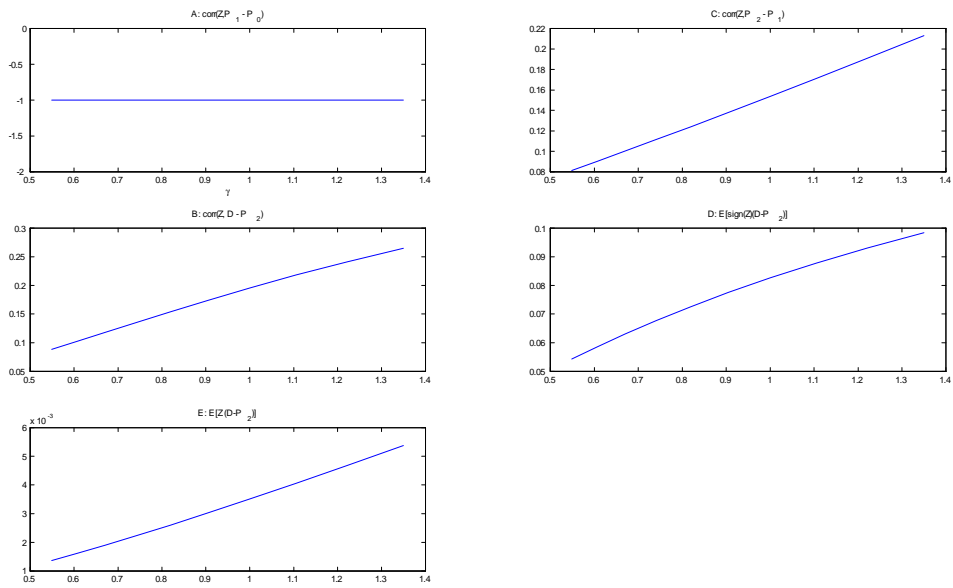 A: corr(Z,P_1 - P_0)
0
-0.5
-1
-1.5
-2
0.5 0.6 0.7 0.8 0.9 1 1.1 1.2 1.3 1.4
γ
C: corr(Z,P_2 - P_1)
0.22
0.2
0.18
0.16
0.14
0.12
0.1
0.08
0.5 0.6 0.7 0.8 0.9 1 1.1 1.2 1.3 1.4
B: corr(Z, D - P_2)
0.3
0.25
0.2
0.15
0.1
0.05
0.5 0.6 0.7 0.8 0.9 1 1.1 1.2 1.3 1.4
D: E[sign(Z)(D-P_2)]
0.1
0.09
0.08
0.07
0.06
0.05
0.5 0.6 0.7 0.8 0.9 1 1.1 1.2 1.3 1.4
E: E[Z(D-P_2)]
x 10^-3
6
5
4
3
2
1
0.5 0.6 0.7 0.8 0.9 1 1.1 1.2 1.3 1.4